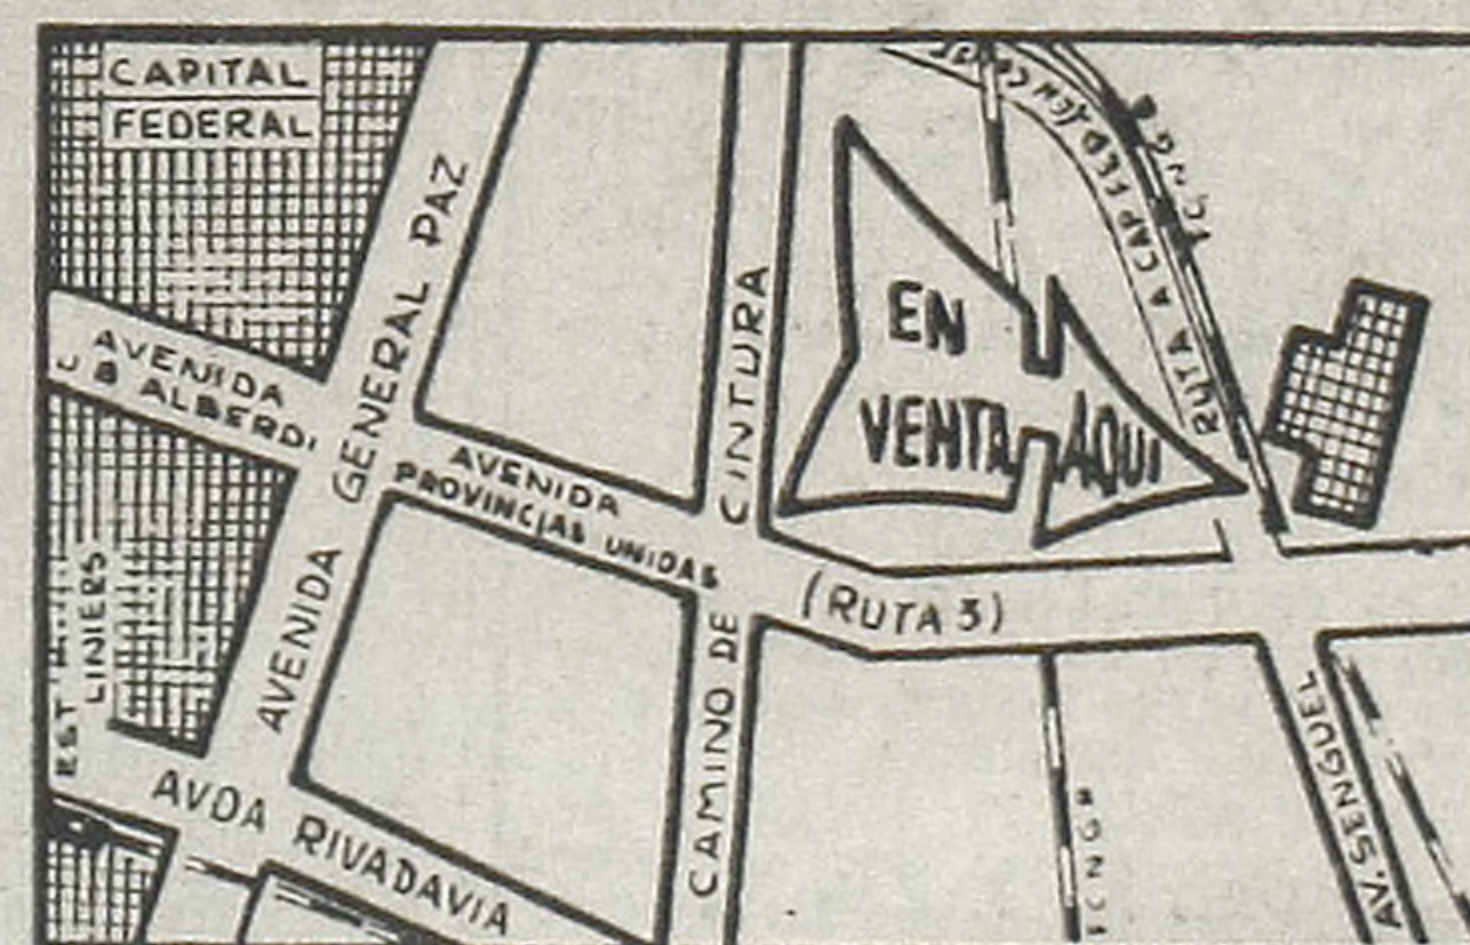 CAPITAL
FEDERAL
AVENIDA
J B ALBERDI
AVENIDA GENERAL PAZ
AVENIDA
PROVINCIAS UNIDAS
CAMINO DE CINTURA
EN
VENTA AQUI
RUTA A CAP FED
F.C.N.G.B
(RUTA 3)
LINIERS
AVDA RIVADAVIA
F.C.N.G.B
AV. SENGUEL